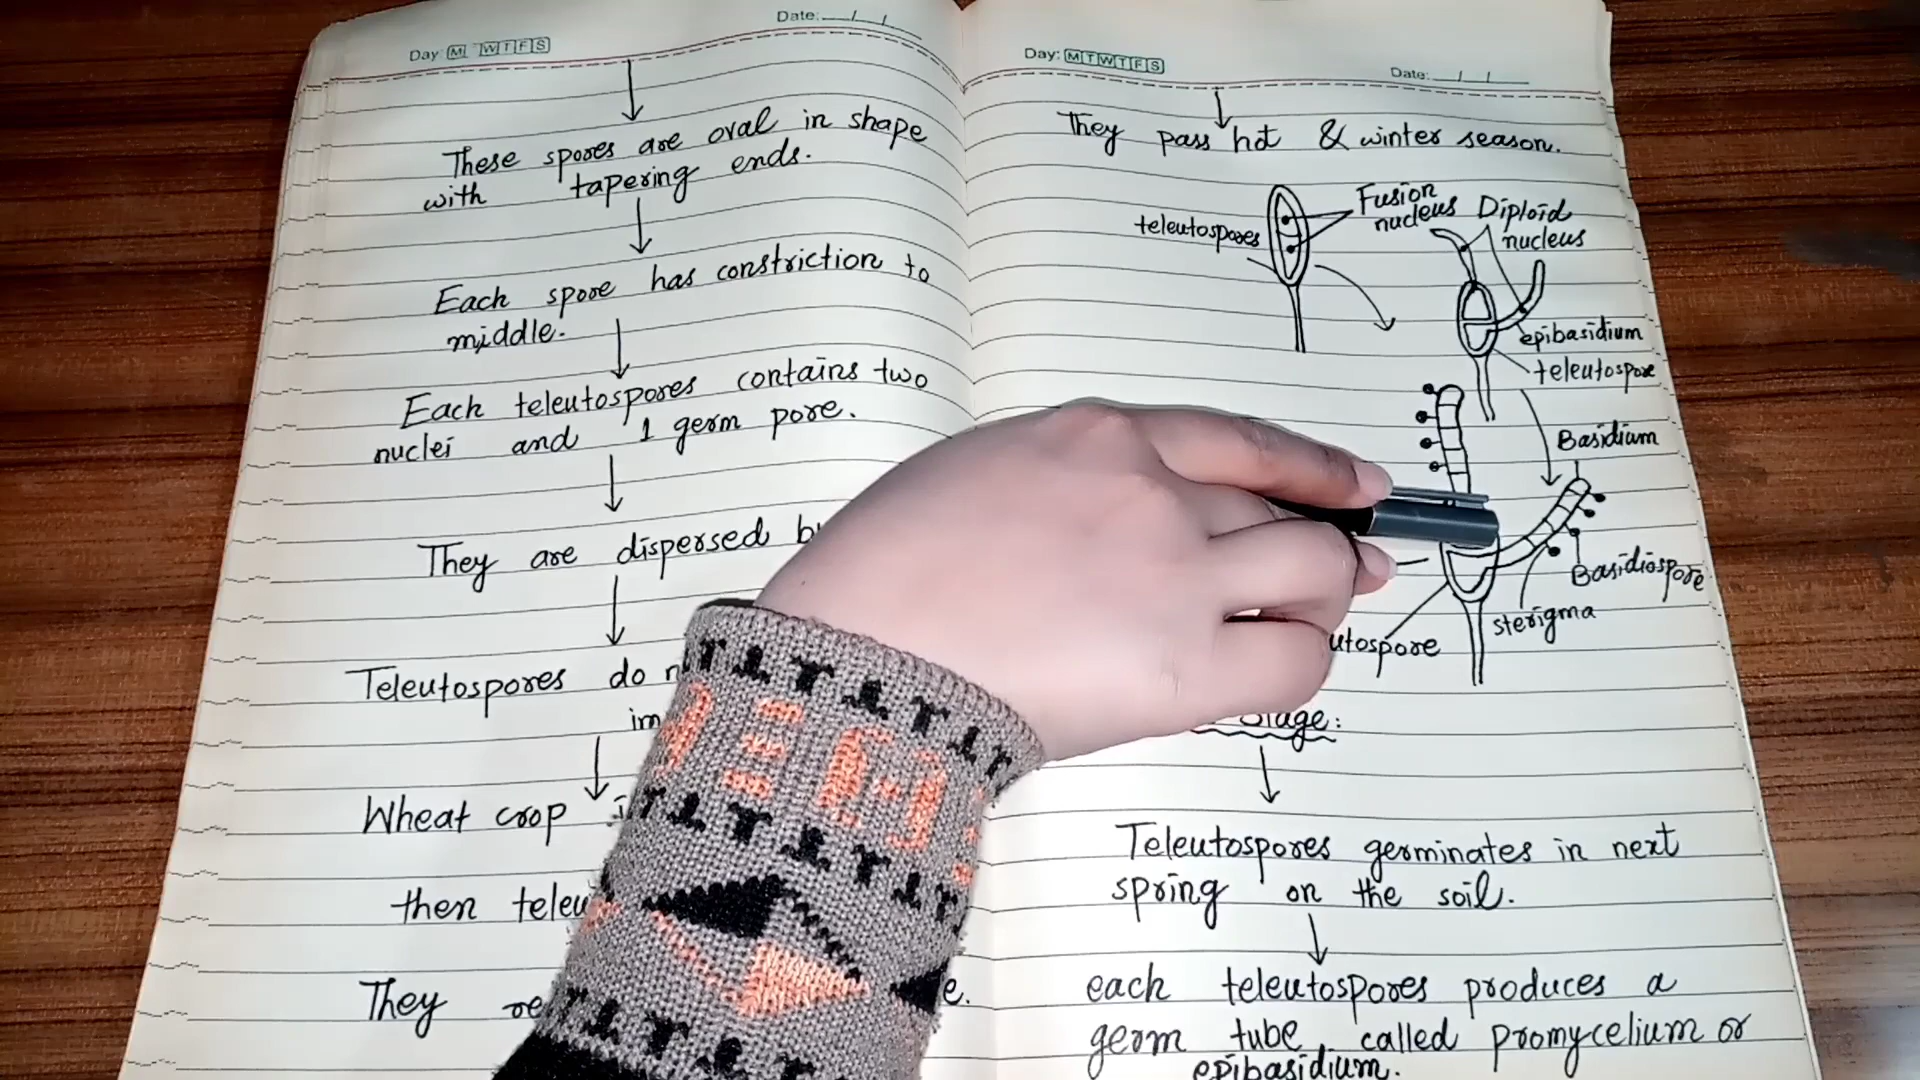 Day: M W T F S
Date: / /
These spores are oval in shape
with tapering ends.
Each spore has constriction to
middle.
Each teleutospores contains two
nuclei and 1 germ pore.
They are dispersed
Teleutospores do
Wheat crop
then
They
Day: M T W T F S
Date: / /
They pass hot & winter season.
teleutospores
Fusion
nucleus
Diploid
nucleus
epibasidium
teleutospore
Basidium
Basidiospore
sterigma
utospore
Stage:
Teleutospores germinates in next
spring on the soil.
each teleutospores produces a
germ tube called promycelium or
epibasidium.